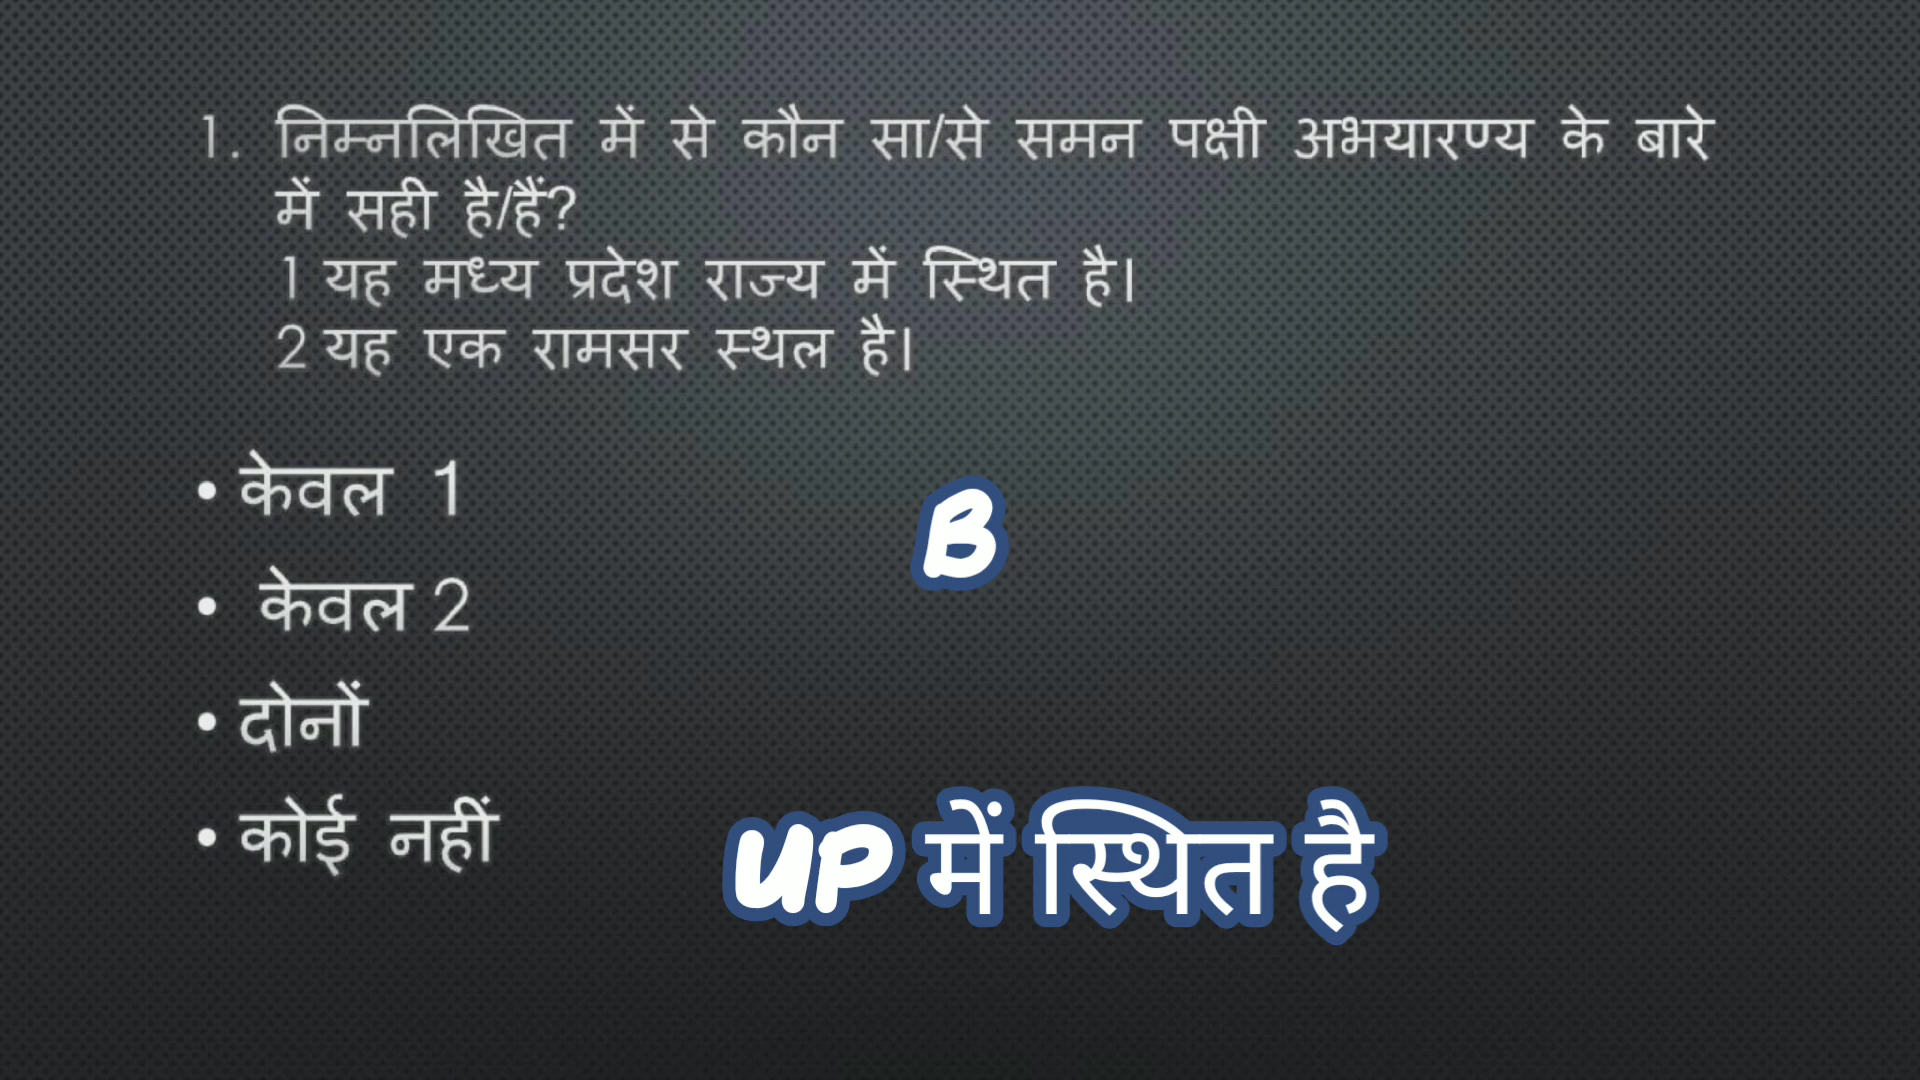 1. निम्नलिखित में से कौन सा/से समन पक्षी अभयारण्य के बारे
में सही है/हैं?
1 यह मध्य प्रदेश राज्य में स्थित है।
2 यह एक रामसर स्थल है।
• केवल 1
B
• केवल 2
• दोनों
• कोई नहीं
UP में स्थित है